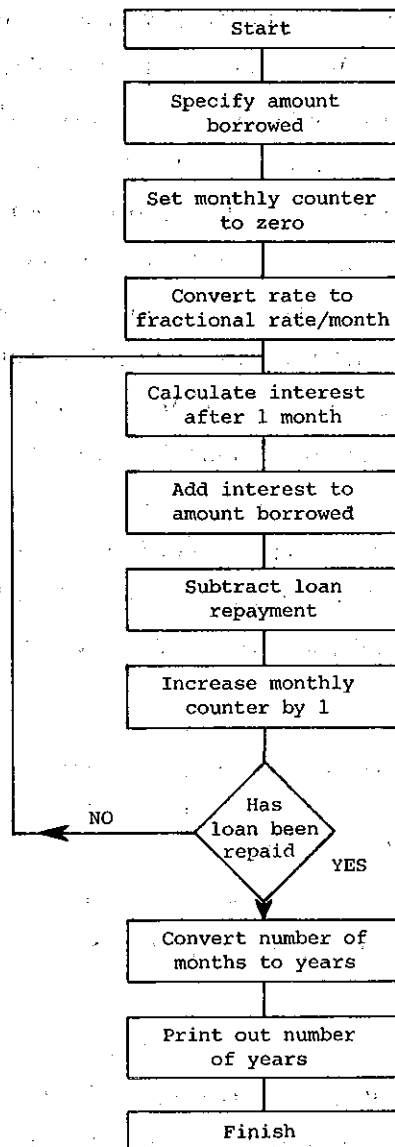 Start
Specify amount
borrowed
Set monthly counter
to zero
Convert rate to
fractional rate/month
Calculate interest
after 1 month
Add interest to
amount borrowed
Subtract loan
repayment
Increase monthly
counter by 1
Has
loan been
repaid
NO
YES
Convert number of
months to years
Print out number
of years
Finish